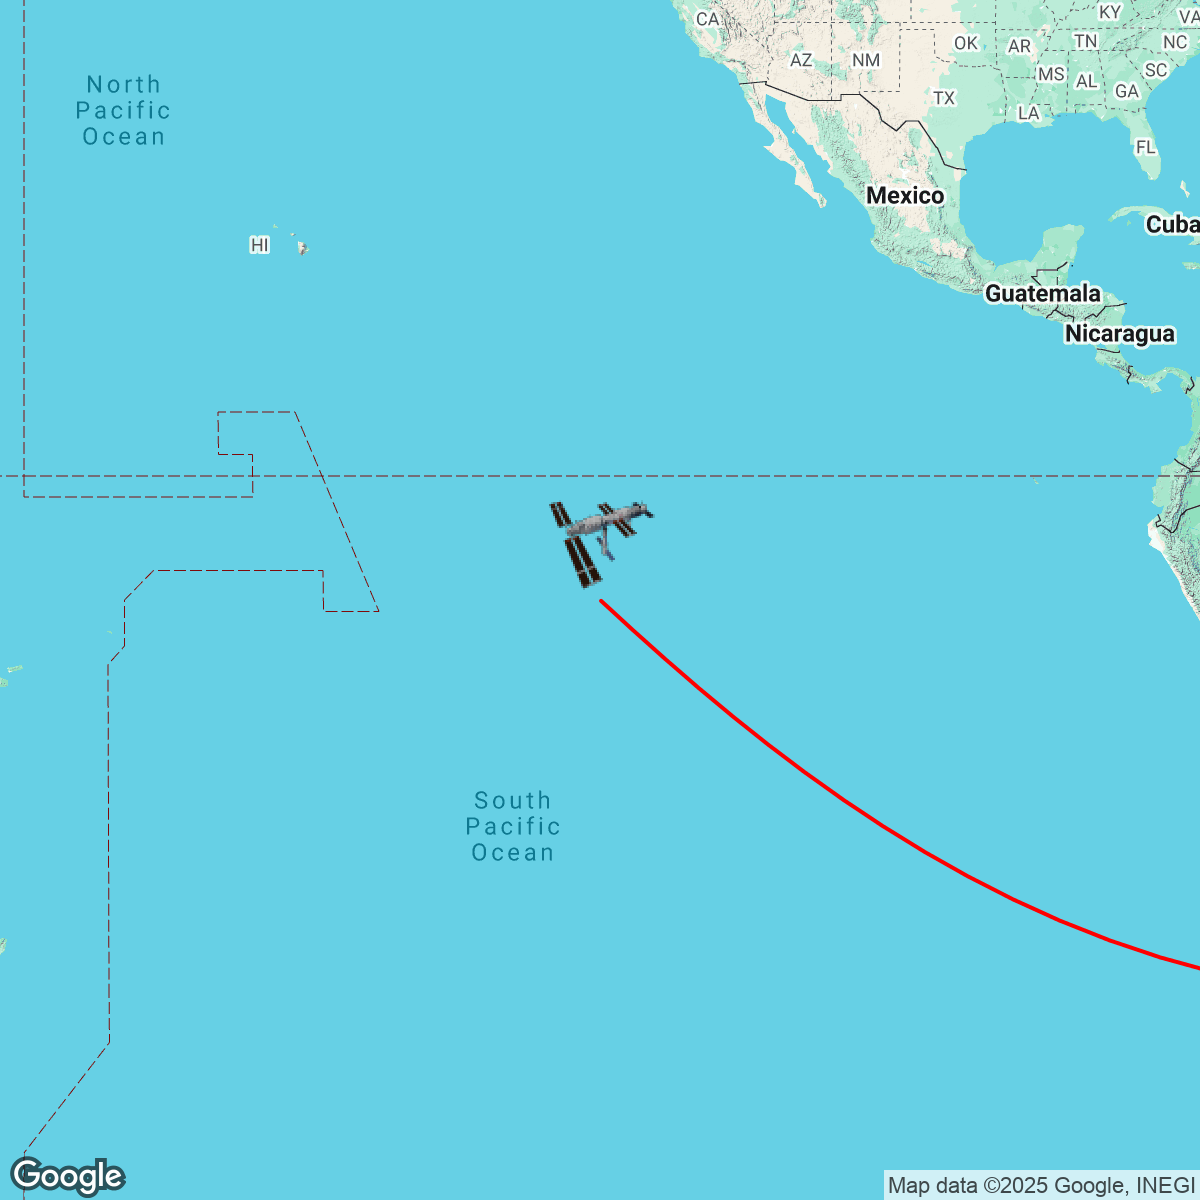 CA
KY
VA
OK
AR
TN
NC
AZ
NM
MS
AL
SC
GA
TX
LA
FL
North
Pacific
Ocean
Mexico
Cuba
HI
Guatemala
Nicaragua
South
Pacific
Ocean
Google
Map data ©2025 Google, INEGI